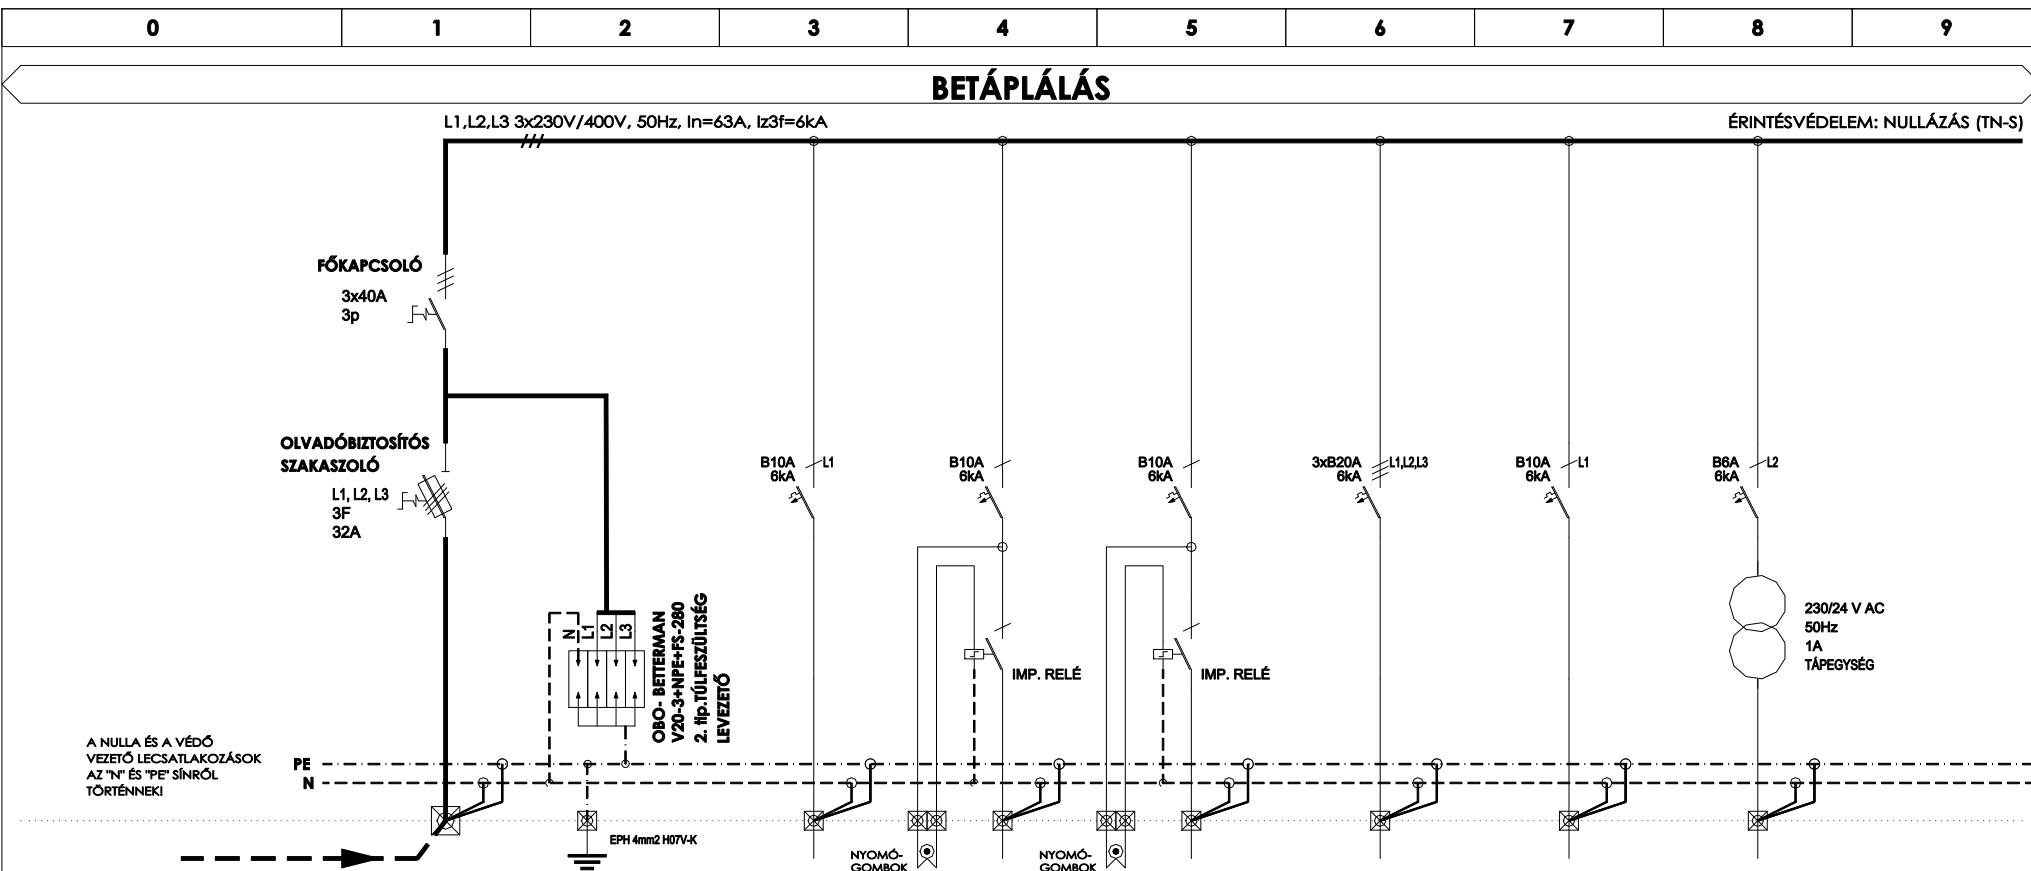 0 1 2 3 4 5 6 7 8 9
BETÁPLÁLÁS
L1,L2,L3 3x230V/400V, 50Hz, In=63A, Iz3f=6kA
ÉRINTÉSVÉDELEM: NULLÁZÁS (TN-S)
FŐKAPCSOLÓ
3x40A
3p
OLVADÓBIZTOSÍTÓS
SZAKASZOLÓ
L1, L2, L3
3F
32A
N
L1
L2
L3
OBO- BETTERMAN
V20-3+NPE+FS-280
2. tip.TÚLFESZÜLTSÉG
LEVEZETŐ
B10A L1
6kA
B10A
6kA
IMP. RELÉ
B10A
6kA
IMP. RELÉ
3xB20A L1,L2,L3
6kA
B10A L1
6kA
B6A L2
6kA
230/24 V AC
50Hz
1A
TÁPEGYSÉG
A NULLA ÉS A VÉDŐ
VEZETŐ LECSATLAKOZÁSOK
AZ "N" ÉS "PE" SÍNRŐL
TÖRTÉNNEK!
PE
N
EPH 4mm2 H07V-K
NYOMÓ-
GOMBOK
NYOMÓ-
GOMBOK